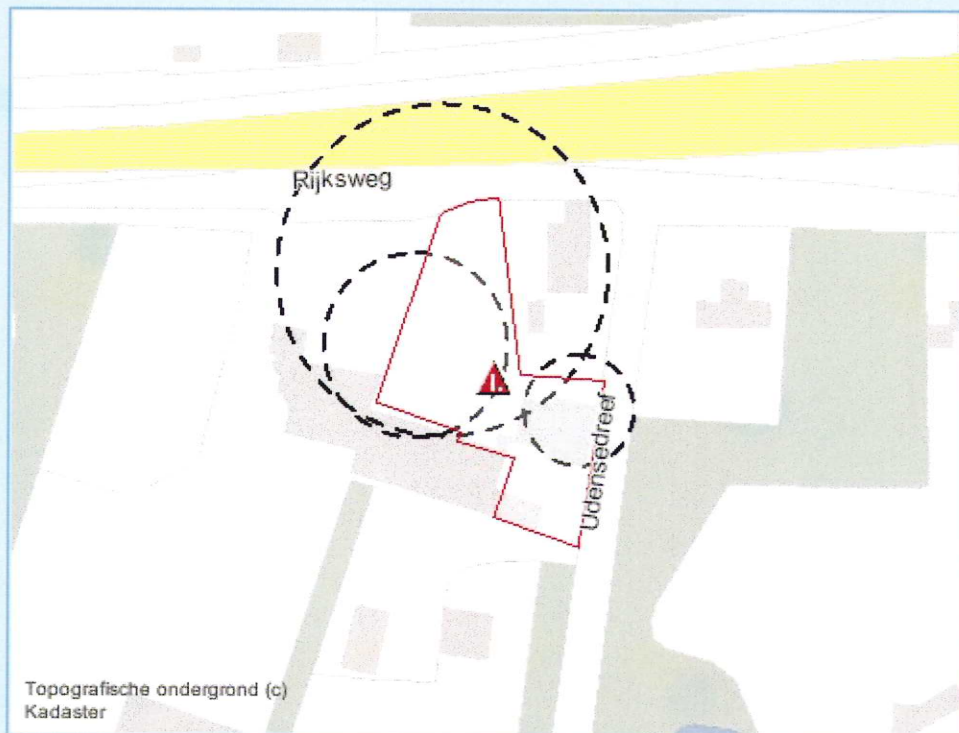 Rijksweg
Udensedreef
Topografische ondergrond (c)
Kadaster